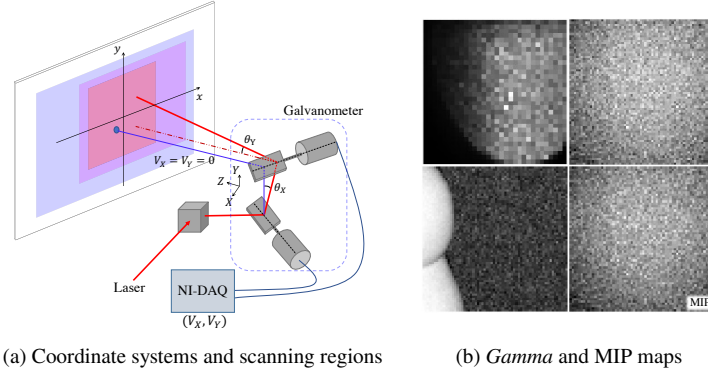 y
x
Galvanometer
θ_Y
V_X = V_Y = 0
Y
Z
X
θ_X
Laser
NI-DAQ
(V_X, V_Y)
MIP
(a) Coordinate systems and scanning regions
(b) Gamma and MIP maps